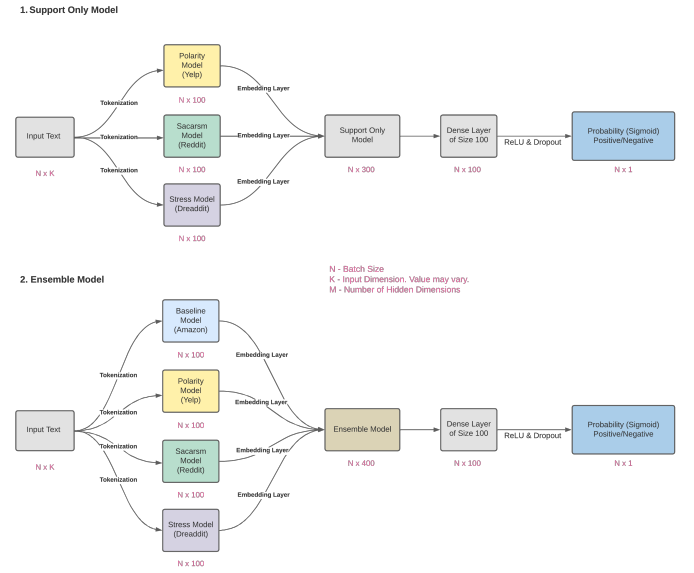 1. Support Only Model
Polarity
Model
(Yelp)
N x 100
Tokenization
Embedding Layer
Input Text
N x K
Tokenization
Sacarsm
Model
(Reddit)
N x 100
Embedding Layer
Support Only
Model
N x 300
Dense Layer
of Size 100
N x 100
ReLU & Dropout
Probability (Sigmoid)
Positive/Negative
N x 1
Tokenization
Stress Model
(Dreaddit)
N x 100
Embedding Layer
N - Batch Size
K - Input Dimension. Value may vary.
M - Number of Hidden Dimensions
2. Ensemble Model
Baseline
Model
(Amazon)
N x 100
Tokenization
Embedding Layer
Polarity
Model
(Yelp)
N x 100
Tokenization
Embedding Layer
Input Text
N x K
Tokenization
Sacarsm
Model
(Reddit)
N x 100
Embedding Layer
Ensemble Model
N x 400
Dense Layer
of Size 100
N x 100
ReLU & Dropout
Probability (Sigmoid)
Positive/Negative
N x 1
Tokenization
Stress Model
(Dreaddit)
N x 100
Embedding Layer